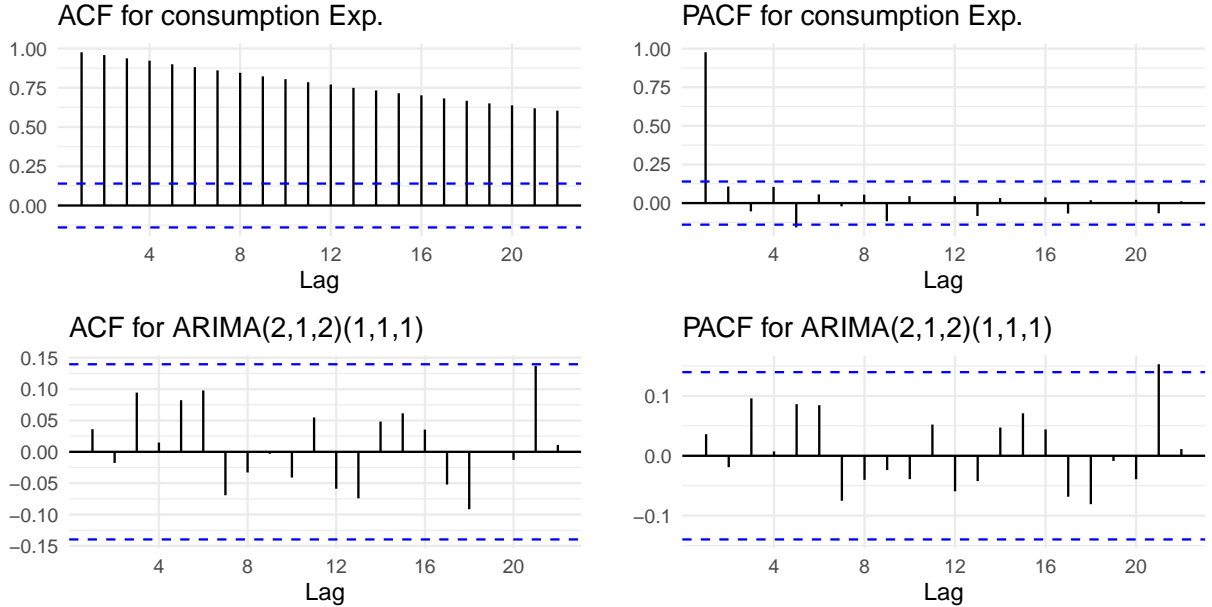 ACF for consumption Exp.
1.00
0.75
0.50
0.25
0.00
4 8 12 16 20
Lag
PACF for consumption Exp.
1.00
0.75
0.50
0.25
0.00
4 8 12 16 20
Lag
ACF for ARIMA(2,1,2)(1,1,1)
0.15
0.10
0.05
0.00
−0.05
−0.10
−0.15
4 8 12 16 20
Lag
PACF for ARIMA(2,1,2)(1,1,1)
0.1
0.0
−0.1
4 8 12 16 20
Lag